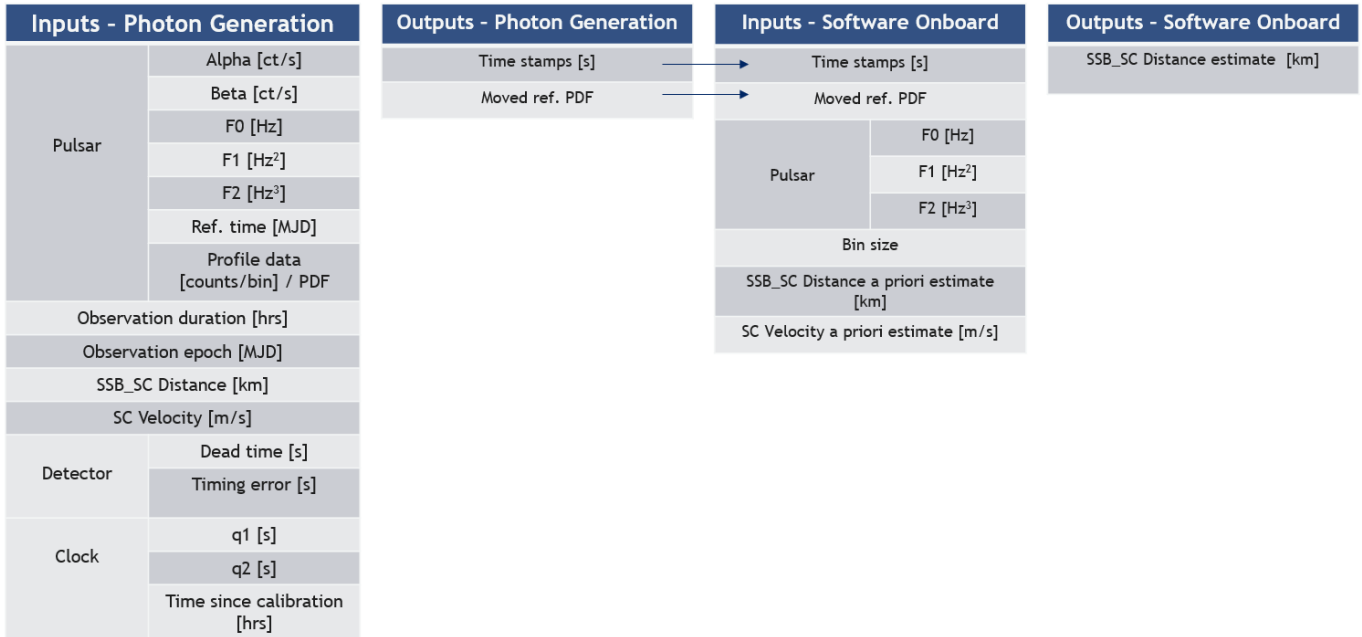 Inputs - Photon Generation
Pulsar
Alpha [ct/s]
Beta [ct/s]
F0 [Hz]
F1 [Hz²]
F2 [Hz³]
Ref. time [MJD]
Profile data
[counts/bin] / PDF
Observation duration [hrs]
Observation epoch [MJD]
SSB_SC Distance [km]
SC Velocity [m/s]
Detector
Dead time [s]
Timing error [s]
Clock
q1 [s]
q2 [s]
Time since calibration
[hrs]
Outputs - Photon Generation
Time stamps [s]
Moved ref. PDF
Inputs - Software Onboard
Time stamps [s]
Moved ref. PDF
Pulsar
F0 [Hz]
F1 [Hz²]
F2 [Hz³]
Bin size
SSB_SC Distance a priori estimate
[km]
SC Velocity a priori estimate [m/s]
Outputs - Software Onboard
SSB_SC Distance estimate [km]